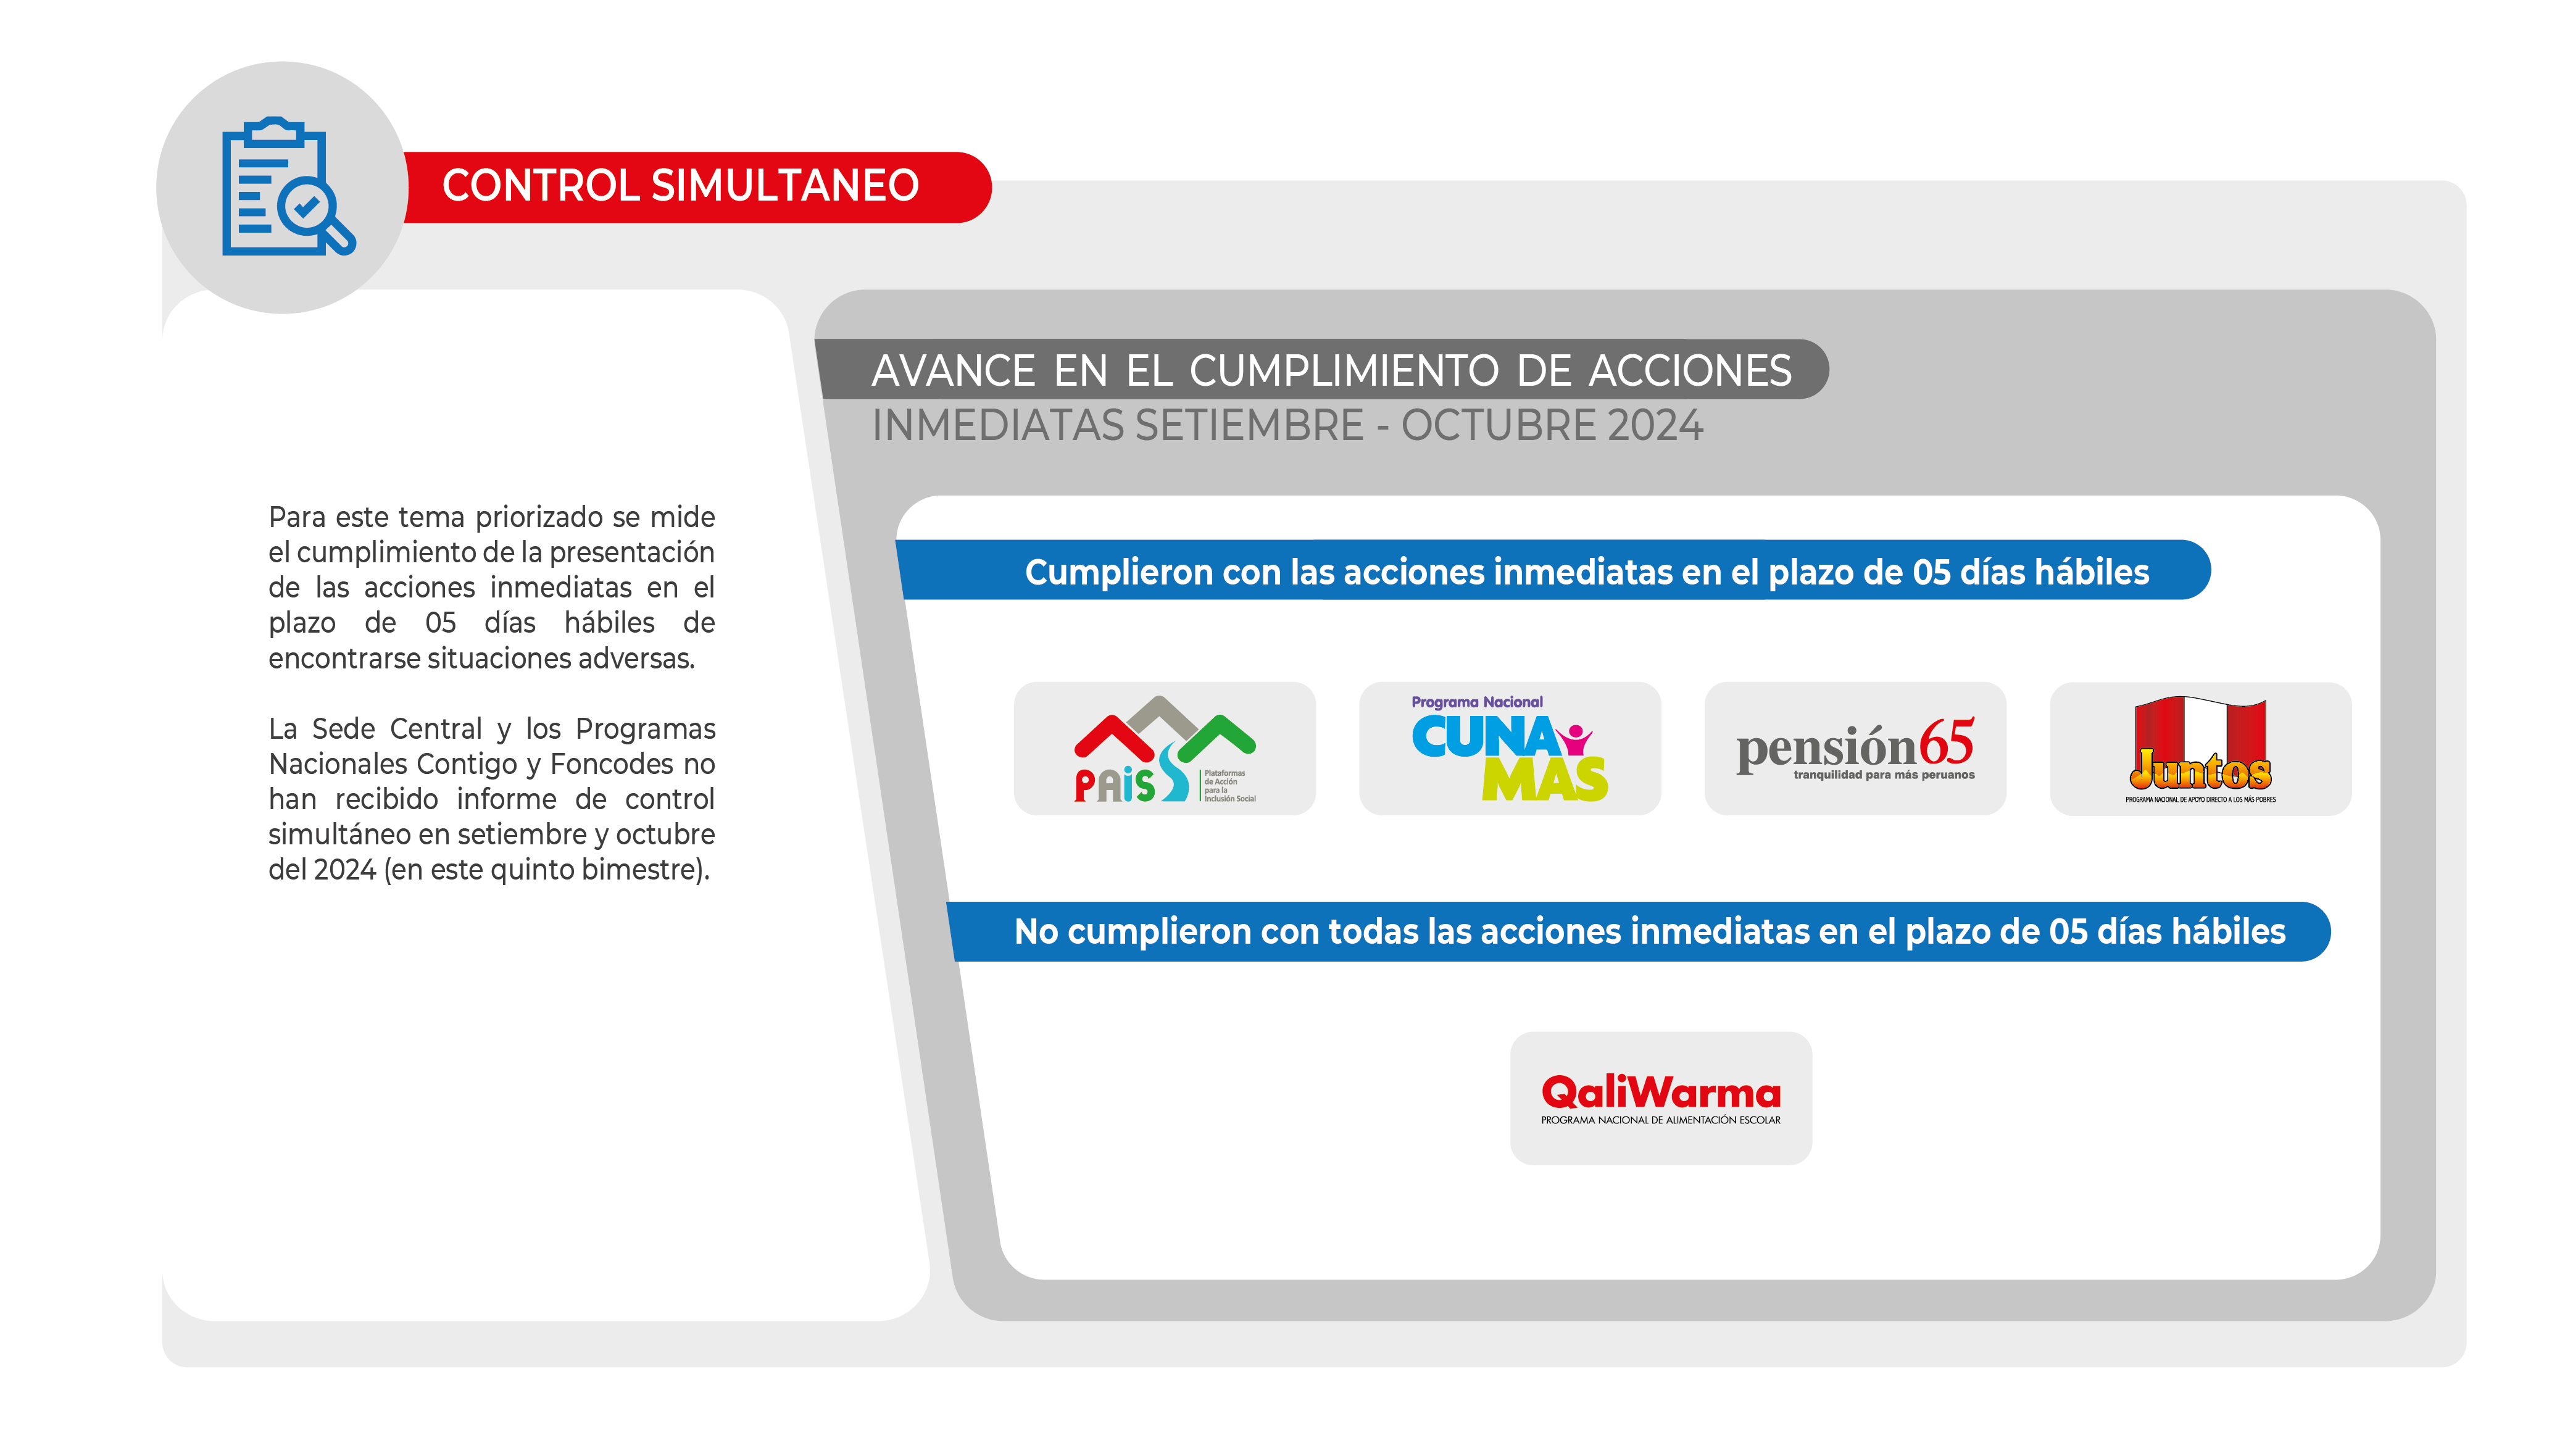 CONTROL SIMULTANEO
Para este tema priorizado se mide
el cumplimiento de la presentación
de las acciones inmediatas en el
plazo de 05 días hábiles de
encontrarse situaciones adversas.
La Sede Central y los Programas
Nacionales Contigo y Foncodes no
han recibido informe de control
simultáneo en setiembre y octubre
del 2024 (en este quinto bimestre).
AVANCE EN EL CUMPLIMIENTO DE ACCIONES
INMEDIATAS SETIEMBRE - OCTUBRE 2024
Cumplieron con las acciones inmediatas en el plazo de 05 días hábiles
PAiS
Plataformas
de Acción
para la
Inclusión Social
Programa Nacional
CUNA
MAS
pensión65
tranquilidad para más peruanos
Juntos
PROGRAMA NACIONAL DE APOYO DIRECTO A LOS MÁS POBRES
No cumplieron con todas las acciones inmediatas en el plazo de 05 días hábiles
QaliWarma
PROGRAMA NACIONAL DE ALIMENTACIÓN ESCOLAR